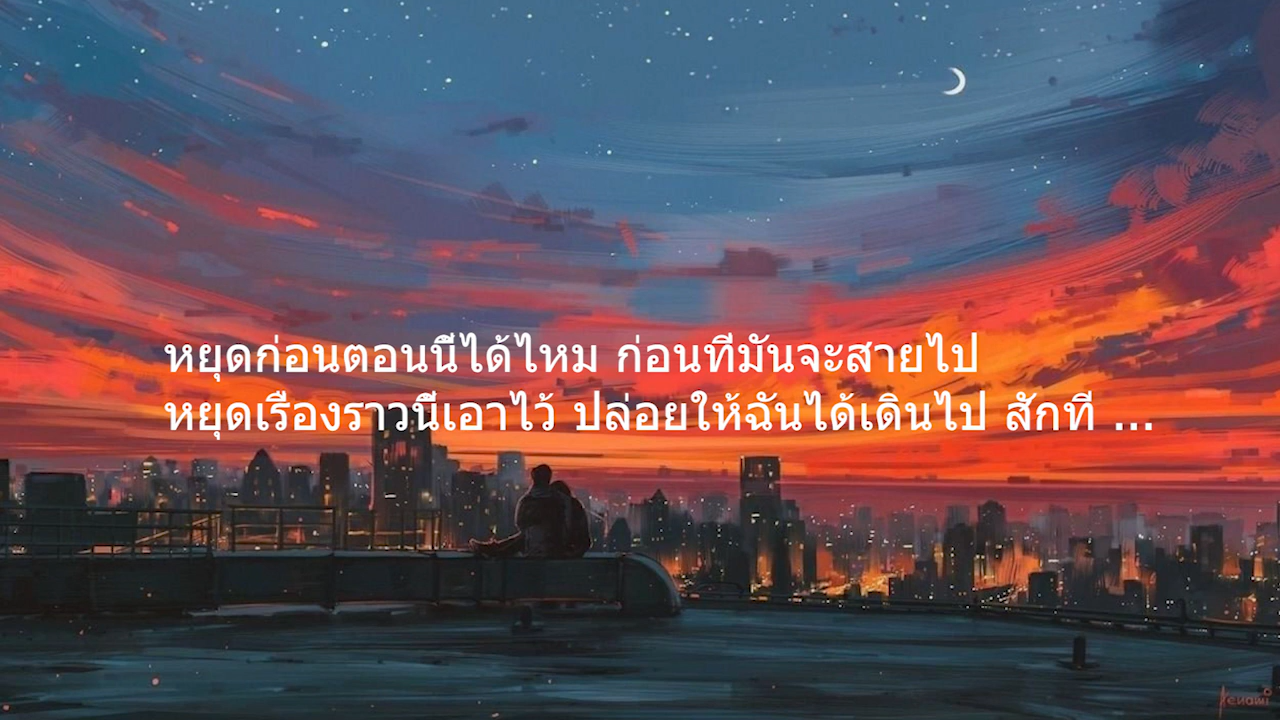 หยุดก่อนตอนนี้ได้ไหม ก่อนที่มันจะสายไป
หยุดเรื่องราวนี้เอาไว้ ปล่อยให้ฉันได้เดินไป สักที ...